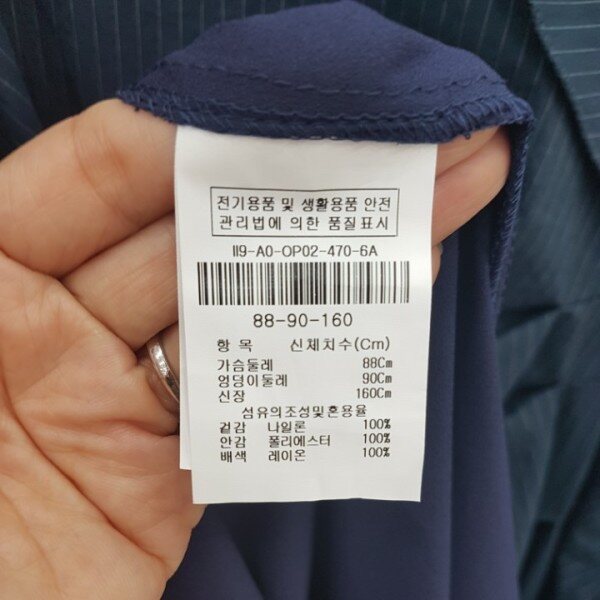 전기용품 및 생활용품 안전
관리법에 의한 품질표시
II9-A0-OP02-470-6A
88-90-160
항 목 신체치수(Cm)
가슴둘레 88Cm
엉덩이둘레 90Cm
신장 160Cm
섬유의조성및혼용율
겉감 나일론 100%
안감 폴리에스터 100%
배색 레이온 100%